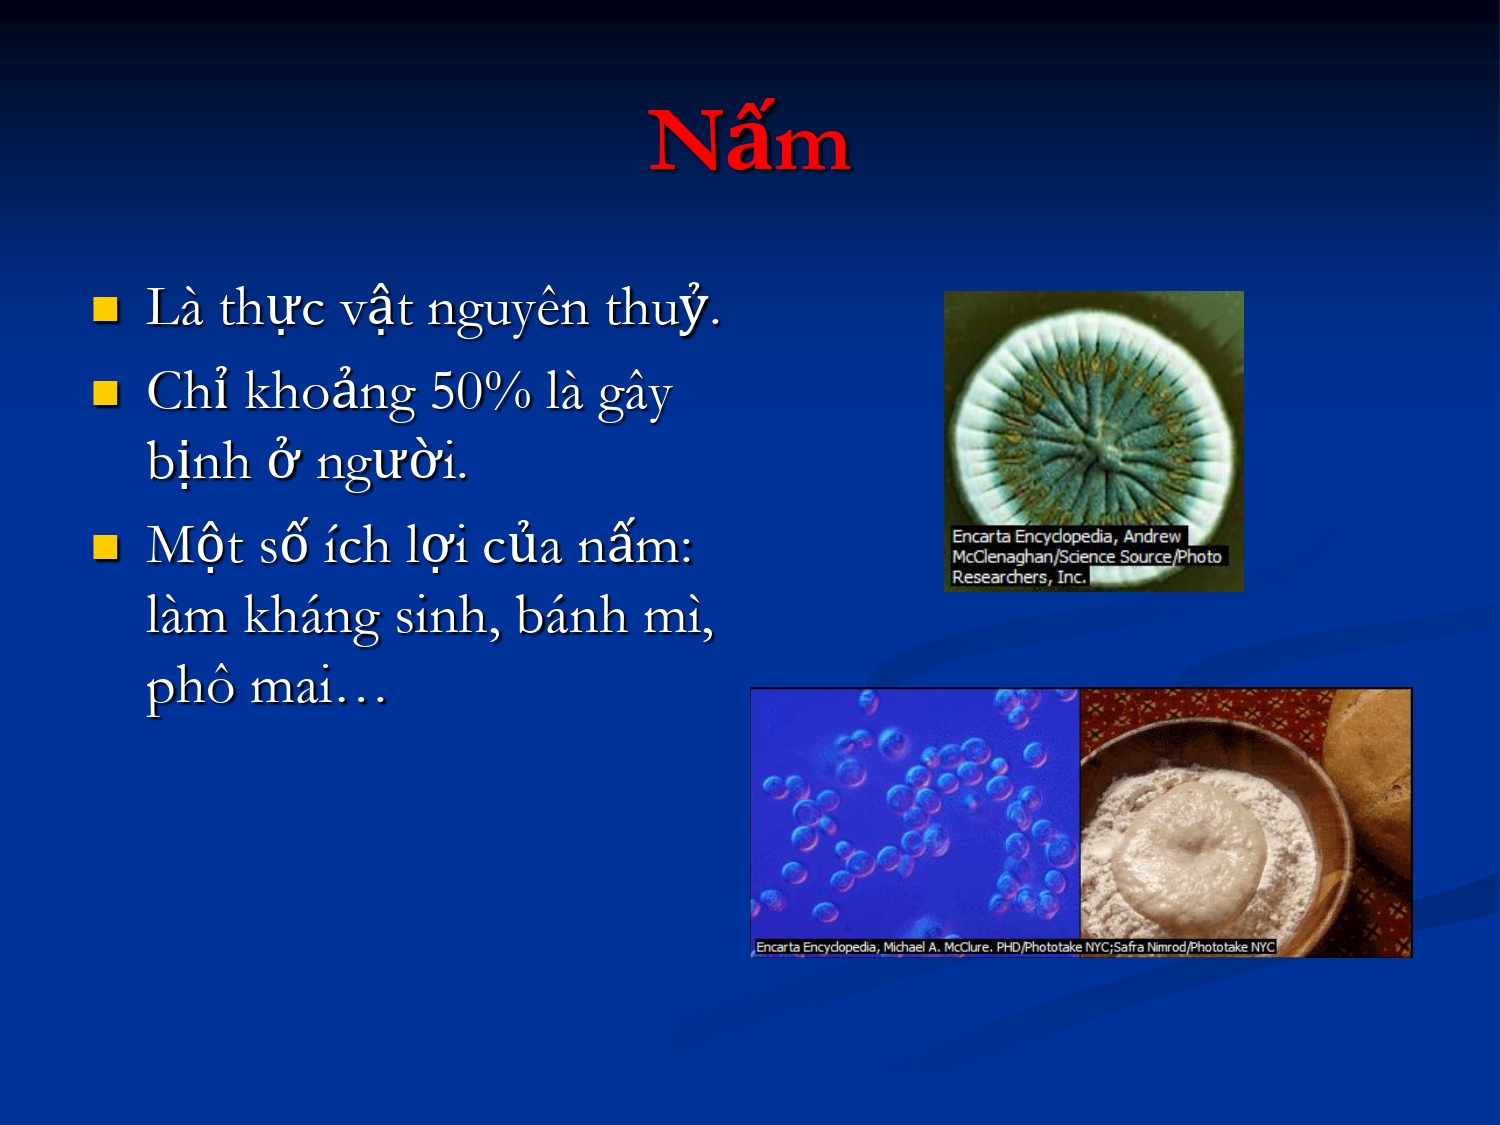 Nấm
Là thực vật nguyên thuỷ.
Chỉ khoảng 50% là gây
bịnh ở người.
Một số ích lợi của nấm:
làm kháng sinh, bánh mì,
phô mai…
Encarta Encyclopedia, Andrew
McClenaghan/Science Source/Photo
Researchers, Inc.
Encarta Encyclopedia, Michael A. McClure. PHD/Phototake NYC;Safra Nimrod/Phototake NYC